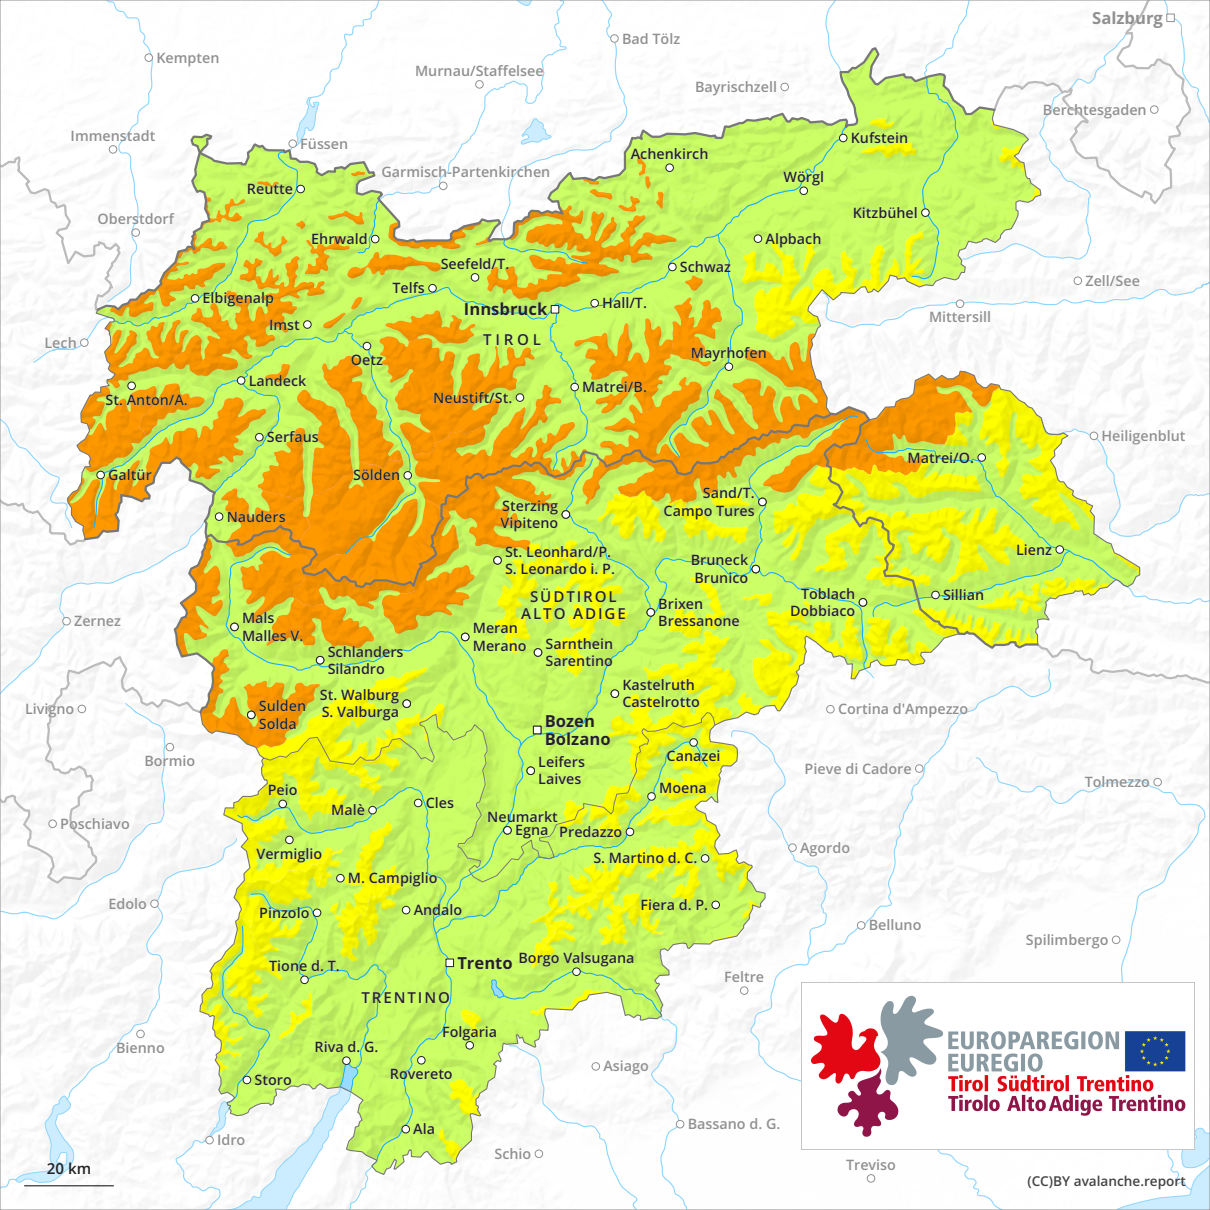 Salzburg
Kempten
Bad Tölz
Murnau/Staffelsee
Bayrischzell
Berchtesgaden
Immenstadt
Füssen
Kufstein
Achenkirch
Garmisch-Partenkirchen
Reutte
Wörgl
Oberstdorf
Kitzbühel
Ehrwald
Alpbach
Seefeld/T.
Schwaz
Zell/See
Telfs
Elbigenalp
Innsbruck
Hall/T.
Mittersill
Imst
TIROL
Lech
Oetz
Mayrhofen
Landeck
Matrei/B.
St. Anton/A.
Neustift/St.
Serfaus
Heiligenblut
Matrei/O.
Galtür
Sölden
Sand/T.
Campo Tures
Sterzing
Vipiteno
Nauders
St. Leonhard/P.
S. Leonardo i. P.
Lienz
Bruneck
Brunico
SÜDTIROL
ALTO ADIGE
Toblach
Dobbiaco
Sillian
Brixen
Bressanone
Zernez
Mals
Malles V.
Meran
Merano
Sarnthein
Sarentino
Schlanders
Silandro
St. Walburg
S. Valburga
Kastelruth
Castelrotto
Livigno
Sulden
Solda
Cortina d'Ampezzo
Bozen
Bolzano
Bormio
Canazei
Leifers
Laives
Pieve di Cadore
Tolmezzo
Peio
Moena
Malè
Cles
Neumarkt
Egna
Predazzo
Poschiavo
Vermiglio
S. Martino d. C.
Agordo
M. Campiglio
Edolo
Pinzolo
Andalo
Fiera d. P.
Belluno
Spilimbergo
Trento
Borgo Valsugana
Tione d. T.
Feltre
TRENTINO
Folgaria
Bienno
Riva d. G.
EUROPAREGION
EUREGIO
Tirol Südtirol Trentino
Tirolo Alto Adige Trentino
Rovereto
Asiago
Storo
Ala
Bassano d. G.
Idro
Schio
Treviso
20 km
(CC)BY avalanche.report